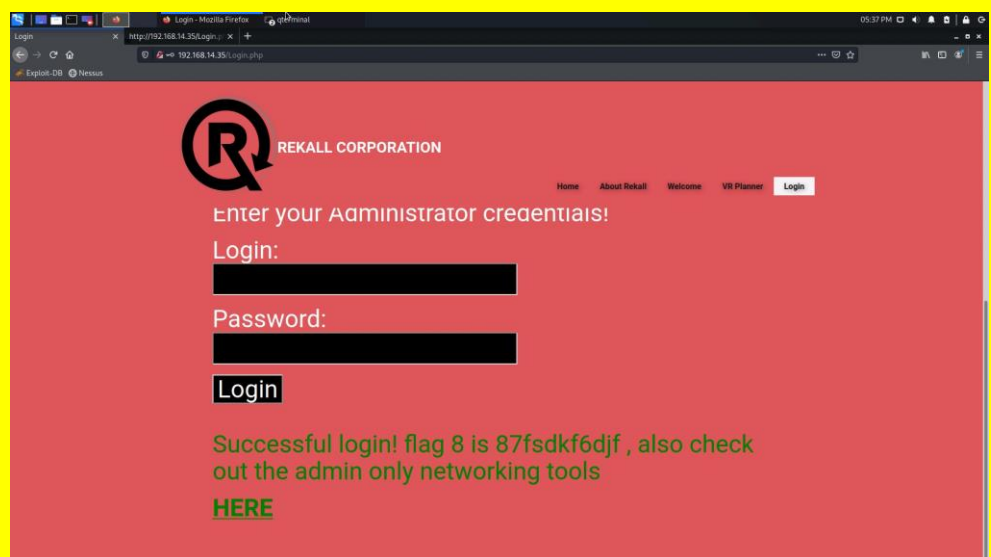 Login - Mozilla Firefox
qterminal
05:37 PM
Login
http://192.168.14.35/Login.p
192.168.14.35/Login.php
Exploit-DB
Nessus
R
REKALL CORPORATION
Home
About Rekall
Welcome
VR Planner
Login
Enter your Administrator credentials!
Login:
Password:
Login
Successful login! flag 8 is 87fsdkf6djf , also check
out the admin only networking tools
HERE